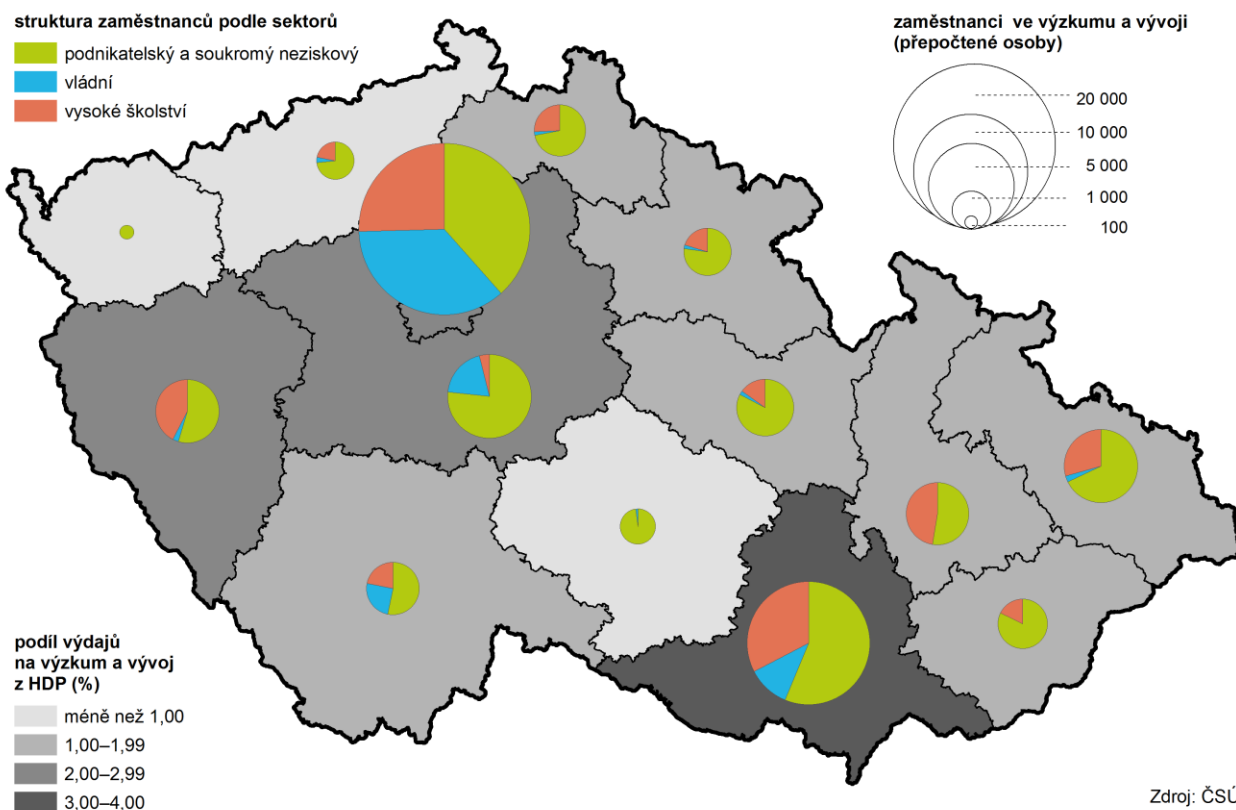 struktura zaměstnanců podle sektorů
podnikatelský a soukromý neziskový
vládní
vysoké školství
zaměstnanci ve výzkumu a vývoji
(přepočtené osoby)
20 000
10 000
5 000
1 000
100
podíl výdajů
na výzkum a vývoj
z HDP (%)
méně než 1,00
1,00–1,99
2,00–2,99
3,00–4,00
Zdroj: ČSÚ